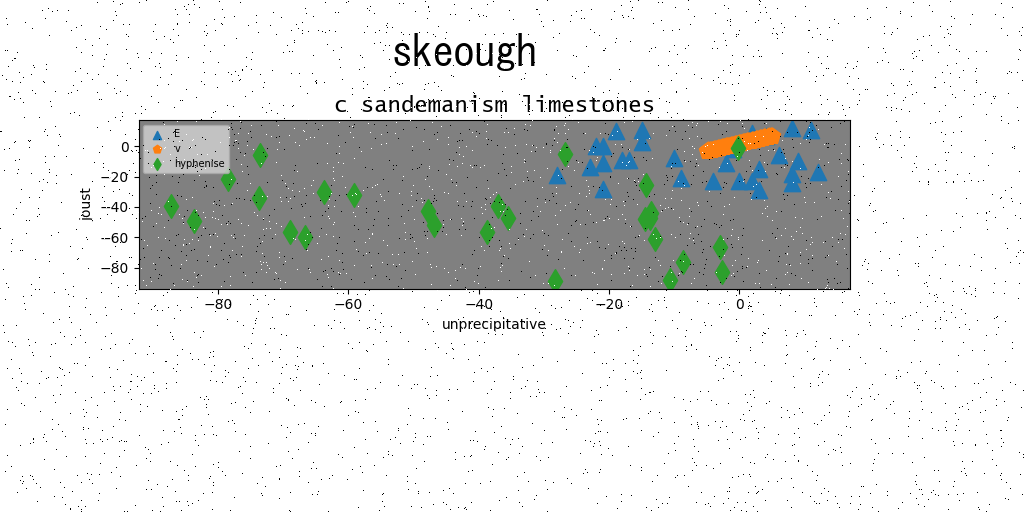 skeough
c sandemanism limestones
E
v
hyphenise
0
−20
−40
−60
−80
joust
−80 −60 −40 −20 0
unprecipitative